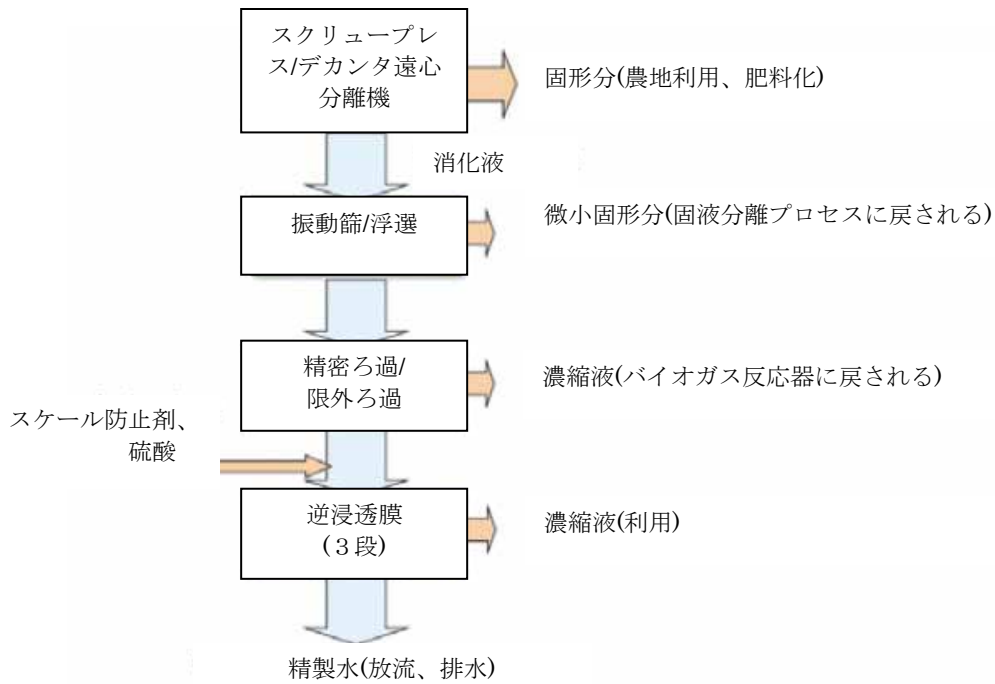 スクリュープレ
ス/デカンタ遠心
分離機
固形分(農地利用、肥料化)
消化液
振動篩/浮選
微小固形分(固液分離プロセスに戻される)
精密ろ過/
限外ろ過
濃縮液(バイオガス反応器に戻される)
スケール防止剤、
硫酸
逆浸透膜
(３段)
濃縮液(利用)
精製水(放流、排水)